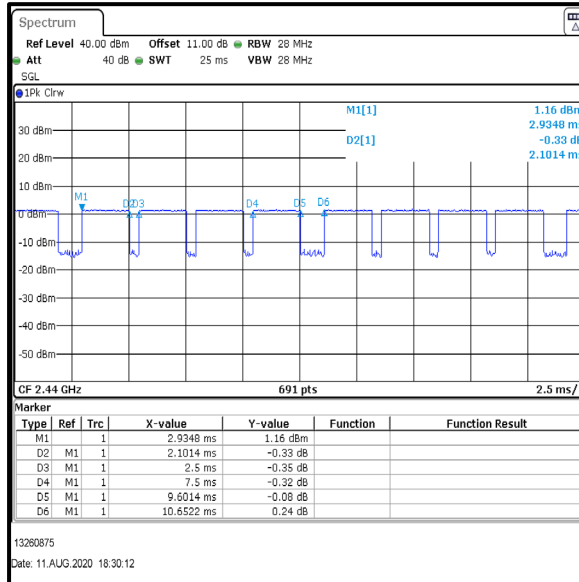 Spectrum
Ref Level 40.00 dBm Offset 11.00 dB RBW 28 MHz
Att 40 dB SWT 25 ms VBW 28 MHz
SGL
1Pk Clrw
M1[1] 1.16 dBm
2.9348 ms
D2[1] -0.33 dB
2.1014 ms
30 dBm
20 dBm
10 dBm
M1 D2 D3 D4 D5 D6
0 dBm
-10 dBm
-20 dBm
-30 dBm
-40 dBm
-50 dBm
CF 2.44 GHz 691 pts 2.5 ms/
Marker
Type Ref Trc X-value Y-value Function Function Result
M1 1 2.9348 ms 1.16 dBm
D2 M1 1 2.1014 ms -0.33 dB
D3 M1 1 2.5 ms -0.35 dB
D4 M1 1 7.5 ms -0.32 dB
D5 M1 1 9.6014 ms -0.08 dB
D6 M1 1 10.6522 ms 0.24 dB
13260875
Date: 11.AUG.2020 18:30:12